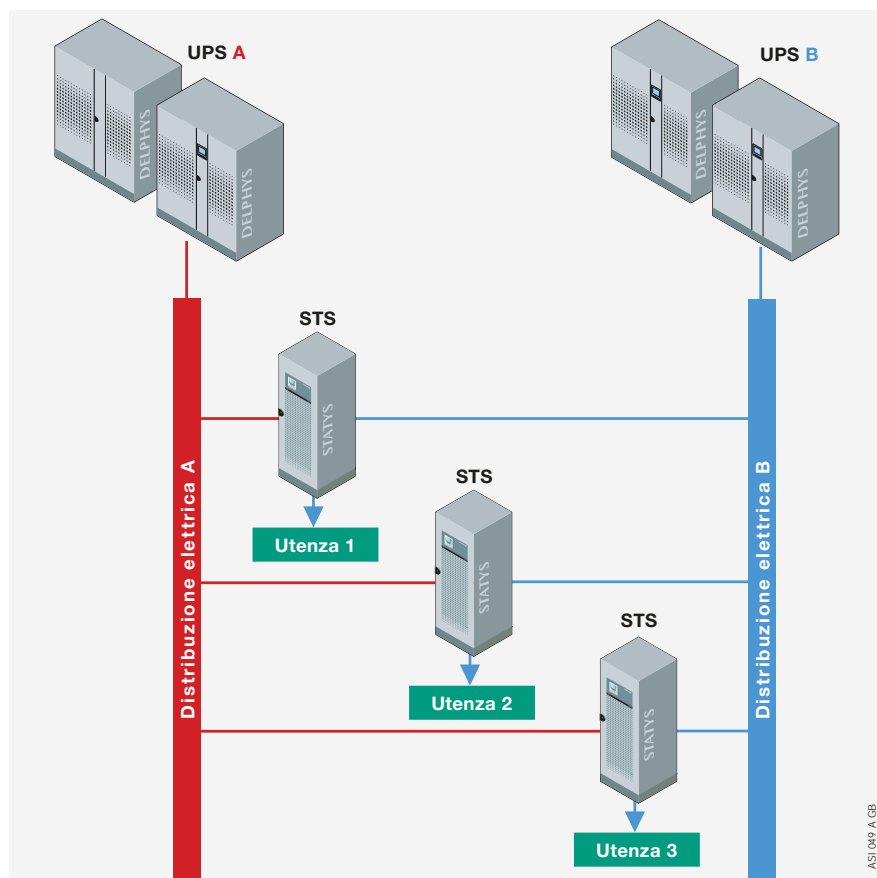 UPS A
UPS B
DELPHYS
DELPHYS
DELPHYS
DELPHYS
STS
STATYS
Utenza 1
STS
STATYS
Utenza 2
STS
STATYS
Utenza 3
Distribuzione elettrica A
Distribuzione elettrica B
ASI 049 A GB